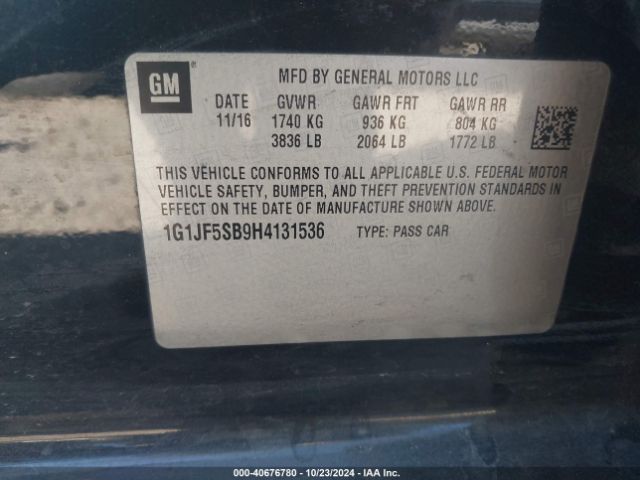 GM ®
MFD BY GENERAL MOTORS LLC
DATE GVWR GAWR FRT GAWR RR
11/16 1740 KG 936 KG 804 KG
3836 LB 2064 LB 1772 LB
THIS VEHICLE CONFORMS TO ALL APPLICABLE U.S. FEDERAL MOTOR
VEHICLE SAFETY, BUMPER, AND THEFT PREVENTION STANDARDS IN
EFFECT ON THE DATE OF MANUFACTURE SHOWN ABOVE.
1G1JF5SB9H4131536 TYPE: PASS CAR
000-40676780 - 10/23/2024 - IAA Inc.